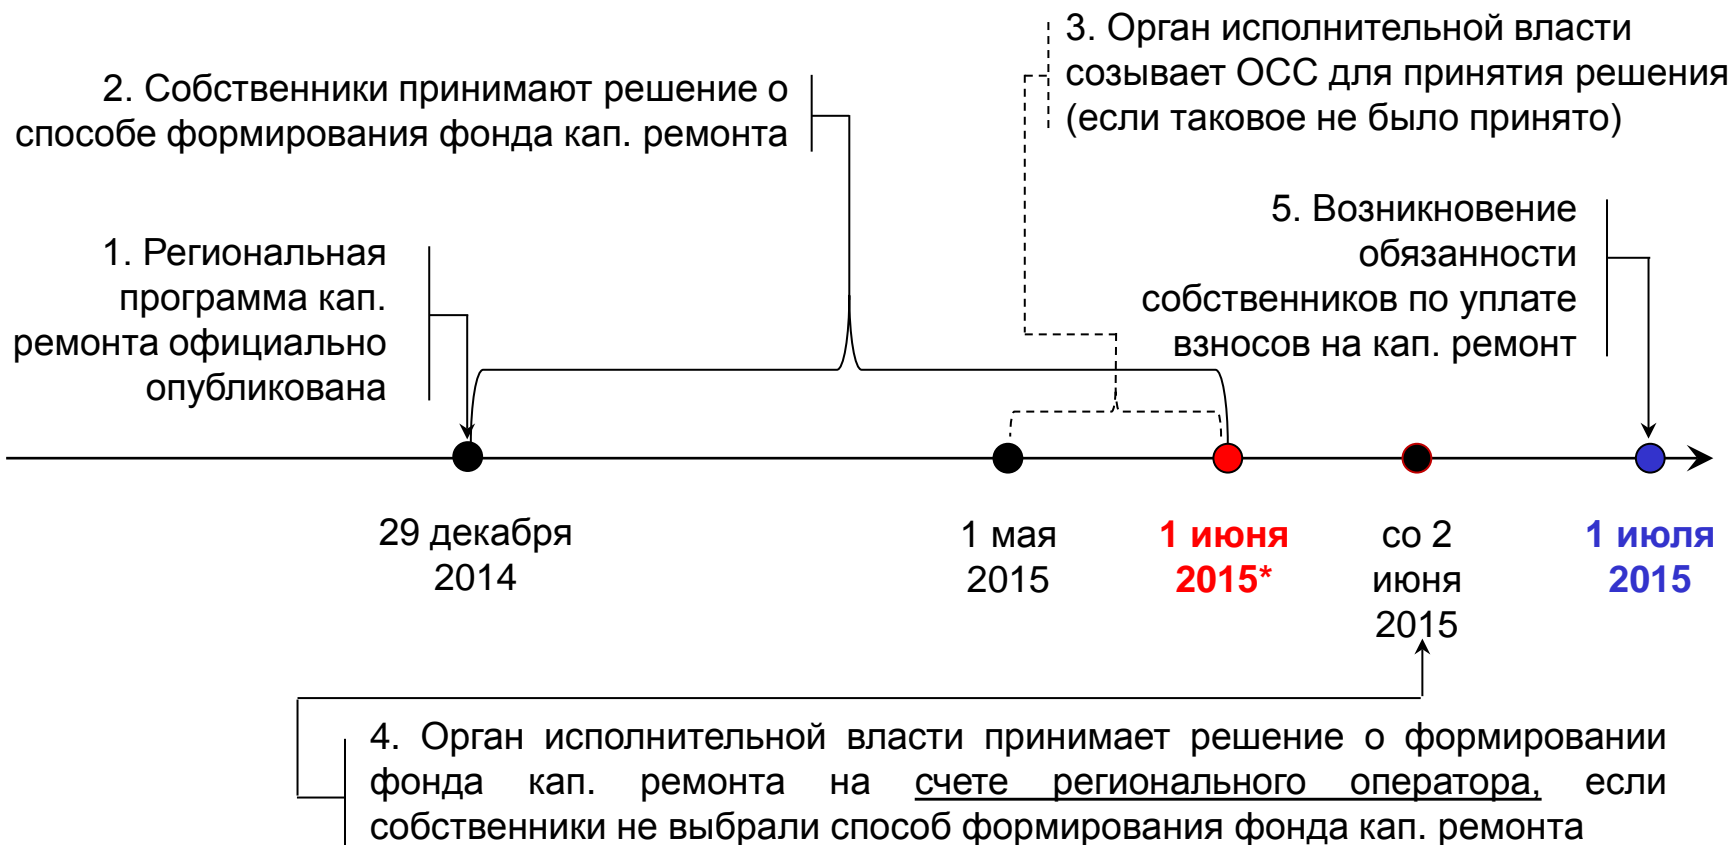 3. Орган исполнительной власти
созывает ОСС для принятия решения
(если таковое не было принято)
2. Собственники принимают решение о
способе формирования фонда кап. ремонта
5. Возникновение
обязанности
собственников по уплате
взносов на кап. ремонт
1. Региональная
программа кап.
ремонта официально
опубликована
29 декабря
2014
1 мая
2015
1 июня
2015*
со 2
июня
2015
1 июля
2015
4. Орган исполнительной власти принимает решение о формировании
фонда кап. ремонта на счете регионального оператора, если
собственники не выбрали способ формирования фонда кап. ремонта